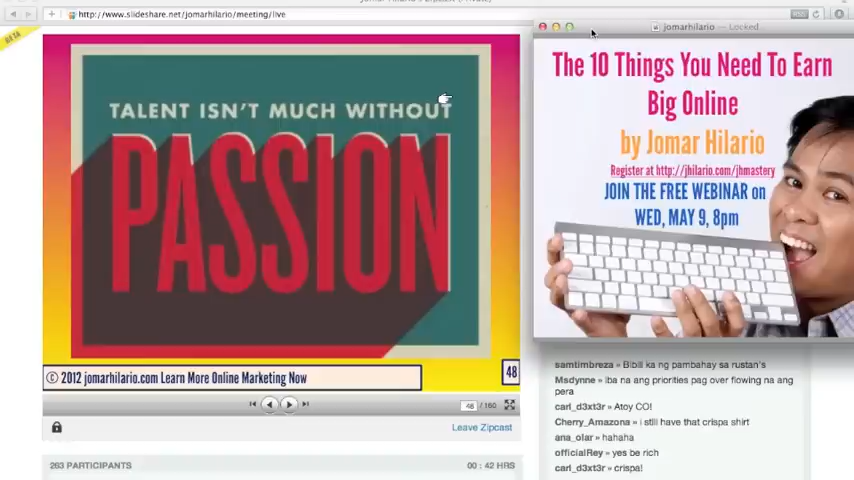 http://www.slideshare.net/jomarhilario/meeting/live
RSS
BETA
TALENT ISN'T MUCH WITHOUT
PASSION
© 2012 jomarhilario.com Learn More Online Marketing Now
48
48 / 160
Leave Zipcast
263 PARTICIPANTS
00 : 42 HRS
jomarhilario — Locked
The 10 Things You Need To Earn
Big Online
by Jomar Hilario
Register at http://jhilario.com/jhmastery
JOIN THE FREE WEBINAR on
WED, MAY 9, 8pm
samtimbreza » Bibili ka ng pambahay sa rustan's
Msdynne » iba na ang priorities pag over flowing na ang
pera
carl_d3xt3r » Atoy CO!
Cherry_Amazona » i still have that crispa shirt
ana_olar » hahaha
officialRey » yes be rich
carl_d3xt3r » crispa!